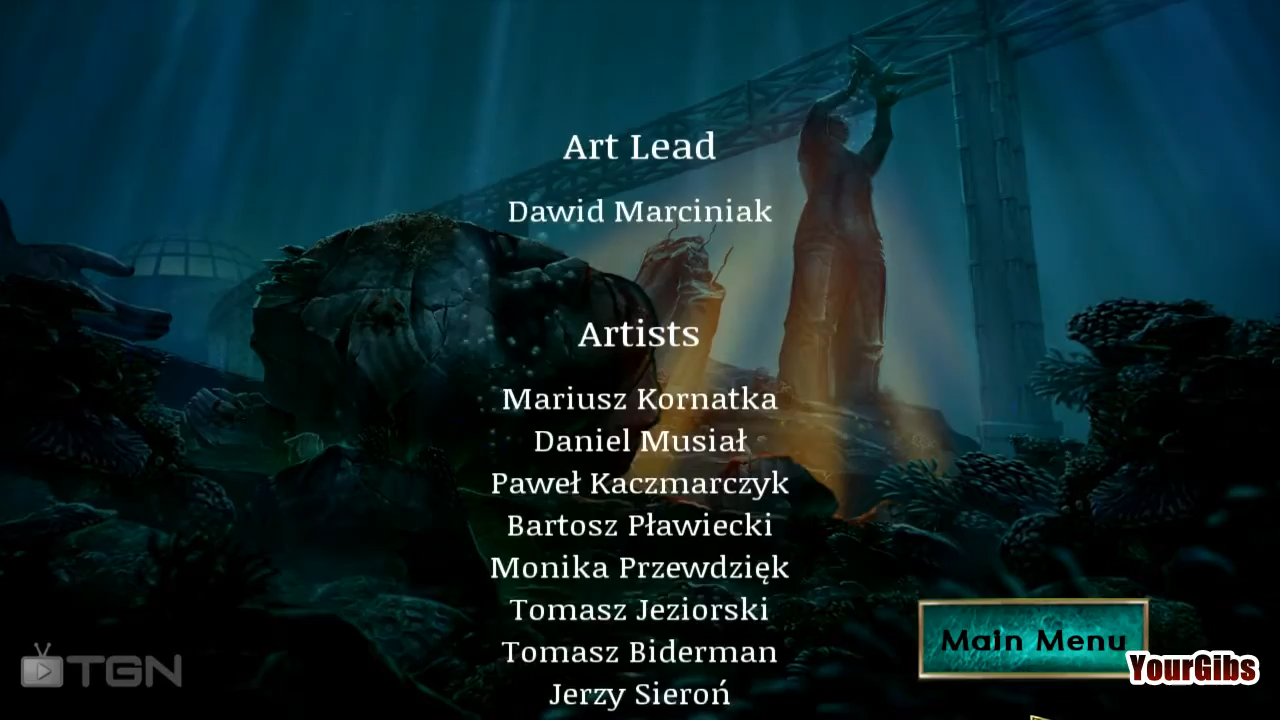 Art Lead
Dawid Marciniak
Artists
Mariusz Kornatka
Daniel Musiał
Paweł Kaczmarczyk
Bartosz Pławiecki
Monika Przewdzięk
Tomasz Jeziorski
Tomasz Biderman
Jerzy Sieroń
Main Menu
YourGibs
TGN